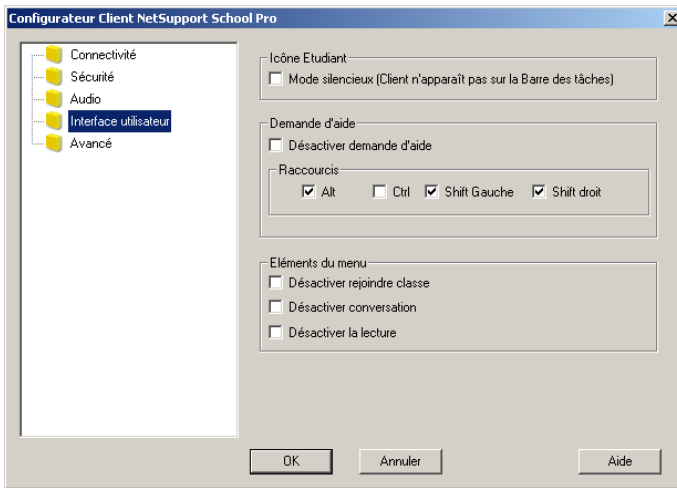 Configurateur Client NetSupport School Pro
Connectivité
Sécurité
Audio
Interface utilisateur
Avancé
Icône Etudiant
Mode silencieux (Client n'apparaît pas sur la Barre des tâches)
Demande d'aide
Désactiver demande d'aide
Raccourcis
Alt Ctrl Shift Gauche Shift droit
Eléments du menu
Désactiver rejoindre classe
Désactiver conversation
Désactiver la lecture
OK Annuler Aide